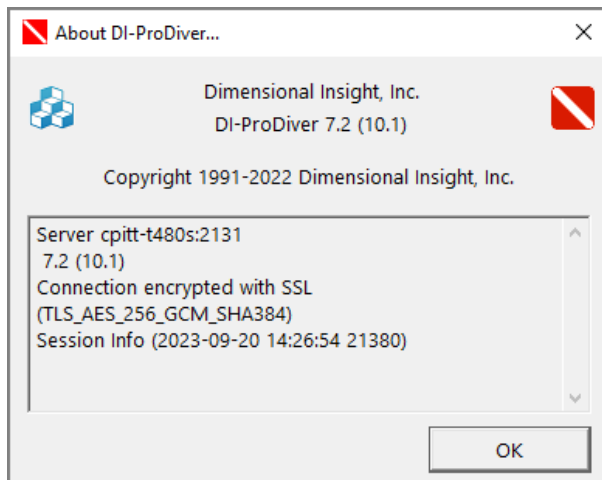 About DI-ProDiver...
Dimensional Insight, Inc.
DI-ProDiver 7.2 (10.1)
Copyright 1991-2022 Dimensional Insight, Inc.
Server cpitt-t480s:2131
7.2 (10.1)
Connection encrypted with SSL
(TLS_AES_256_GCM_SHA384)
Session Info (2023-09-20 14:26:54 21380)
OK